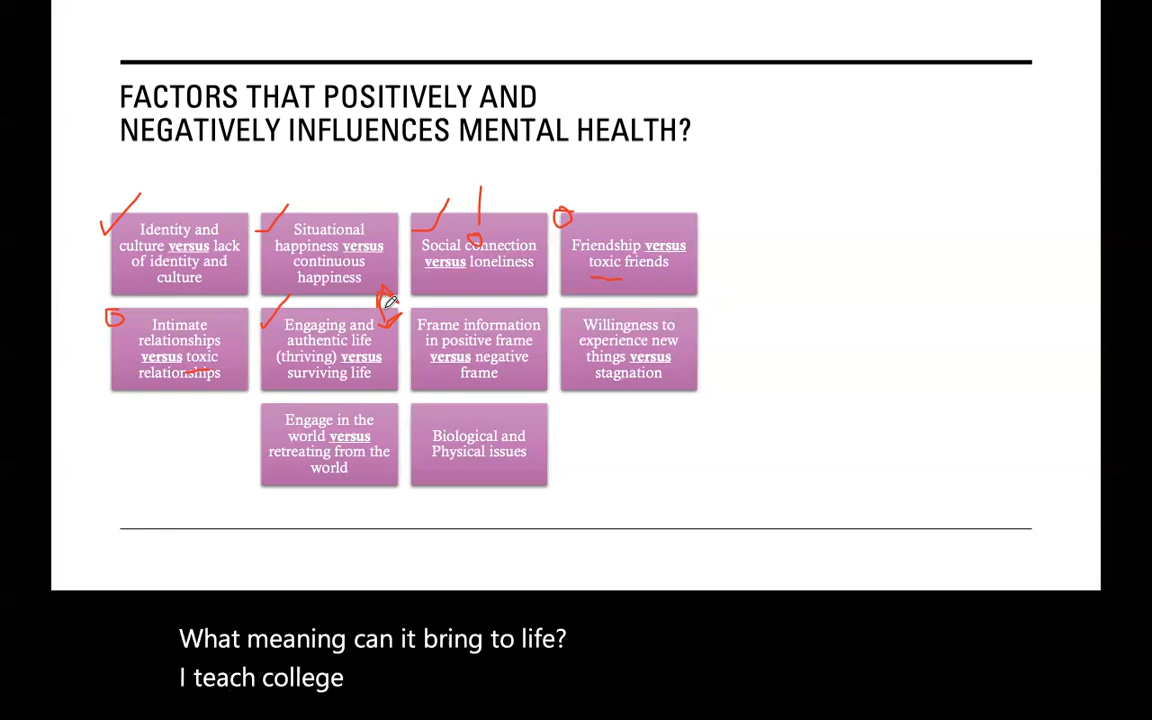 FACTORS THAT POSITIVELY AND
NEGATIVELY INFLUENCES MENTAL HEALTH?
Identity and
culture versus lack
of identity and
culture
Situational
happiness versus
continuous
happiness
Social connection
versus loneliness
Friendship versus
toxic friends
Intimate
relationships
versus toxic
relationships
Engaging and
authentic life
(thriving) versus
surviving life
Frame information
in positive frame
versus negative
frame
Willingness to
experience new
things versus
stagnation
Engage in the
world versus
retreating from the
world
Biological and
Physical issues
What meaning can it bring to life?
I teach college